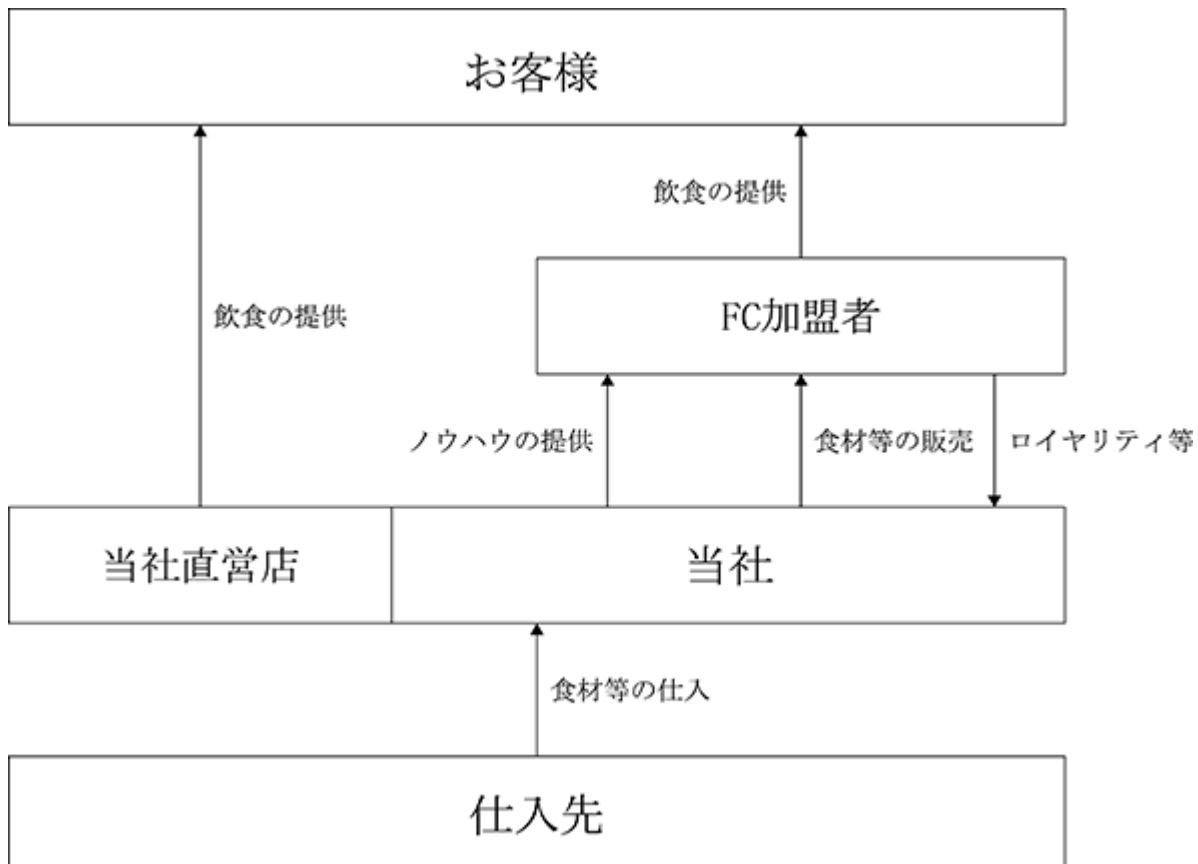 お客様
飲食の提供
飲食の提供
FC加盟者
ノウハウの提供
食材等の販売
ロイヤリティ等
当社直営店
当社
食材等の仕入
仕入先